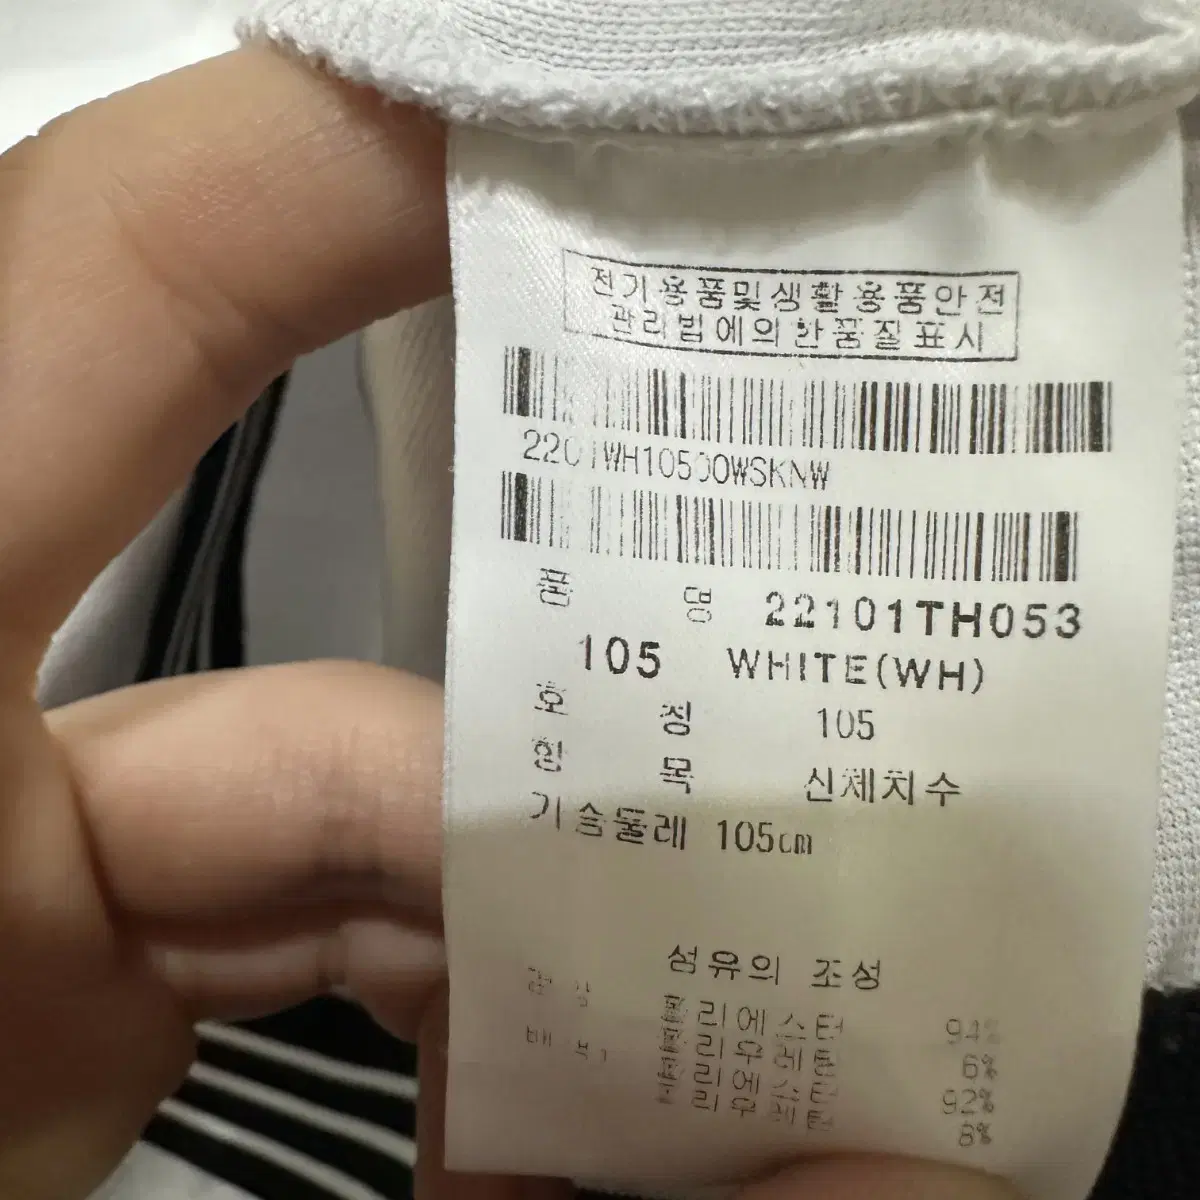 전기용품및생활용품안전
관리법에의한품질표시
품 명 22101TH053
105 WHITE(WH)
호 칭 105
항 목 신체치수
가슴둘레 105cm
섬유의 조성
폴리에스터 94%
폴리우레탄 6%
폴리에스터 92%
폴리우레탄 8%